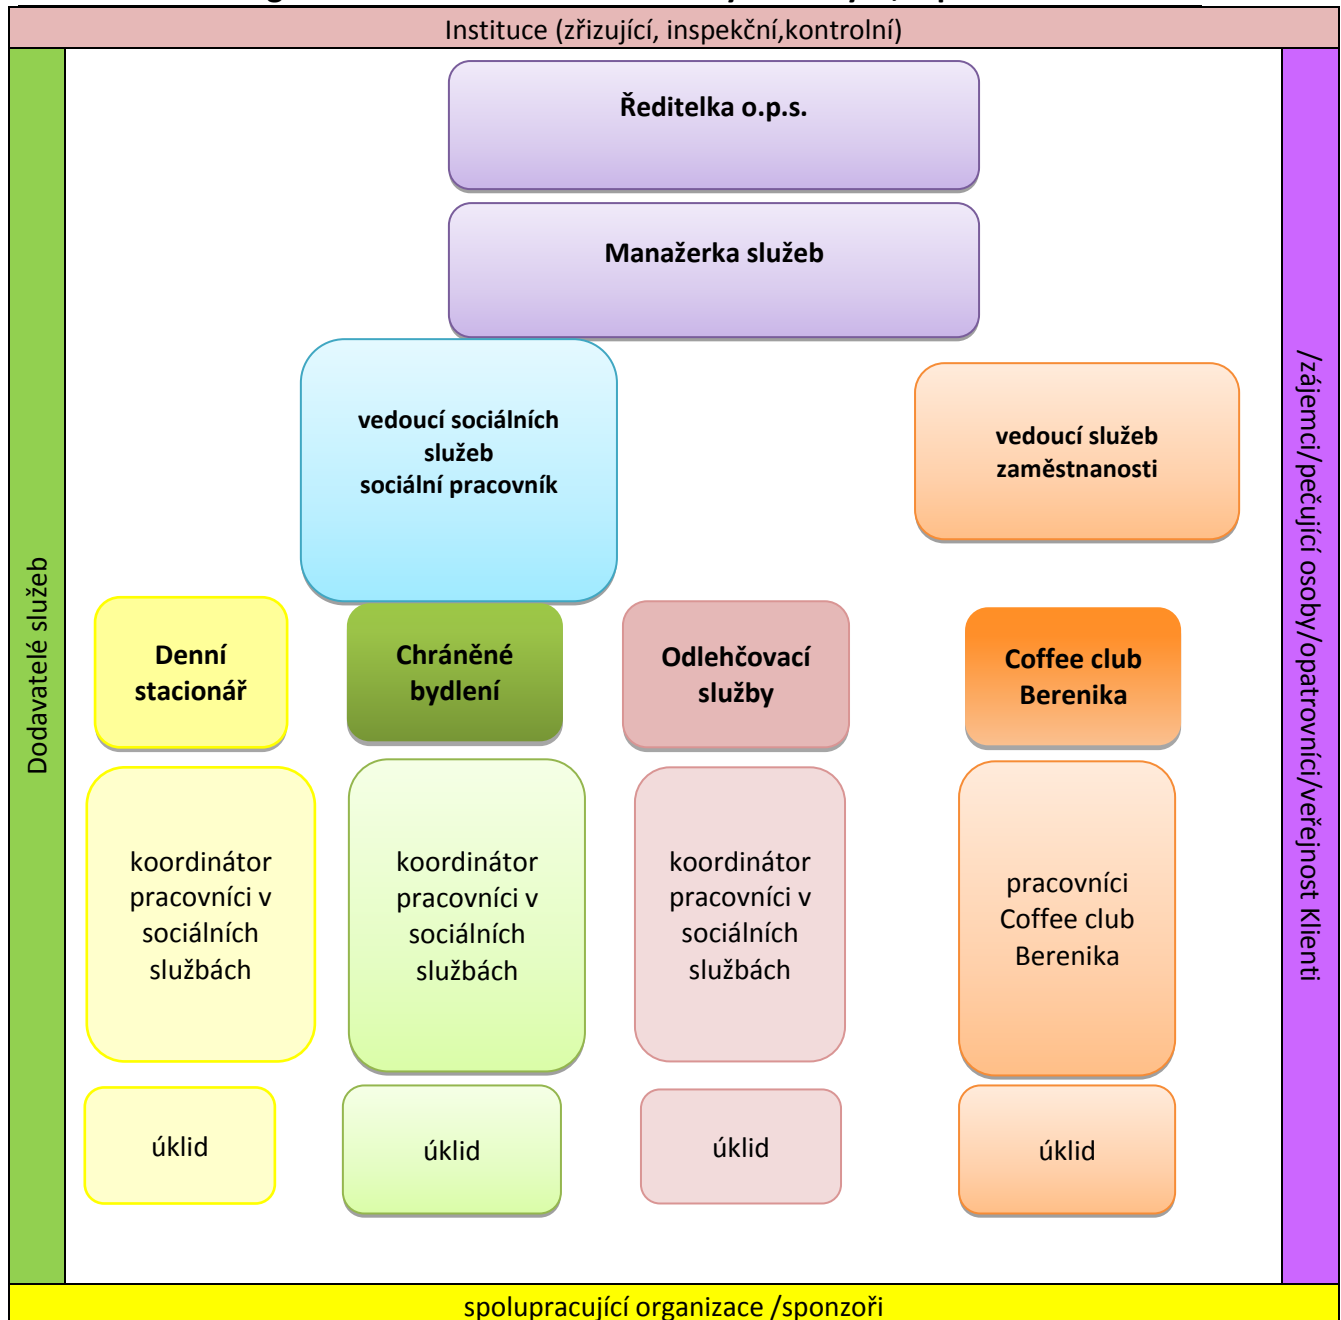 Instituce (zřizující, inspekční,kontrolní)
Ředitelka o.p.s.
Manažerka služeb
vedoucí sociálních
služeb
sociální pracovník
vedoucí služeb
zaměstnanosti
Dodavatelé služeb
/zájemci/pečující osoby/opatrovníci/veřejnost Klienti
Denní
stacionář
Chráněné
bydlení
Odlehčovací
služby
Coffee club
Berenika
koordinátor
pracovníci v
sociálních
službách
koordinátor
pracovníci v
sociálních
službách
koordinátor
pracovníci v
sociálních
službách
pracovníci
Coffee club
Berenika
úklid
úklid
úklid
úklid
spolupracující organizace /sponzoři